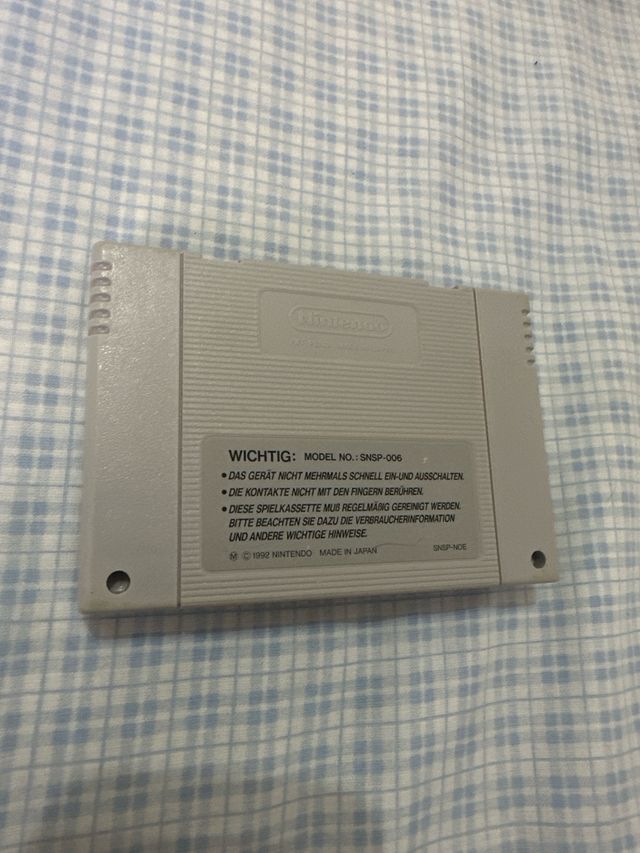 Nintendo
WICHTIG: MODEL NO.: SNSP-006
• DAS GERÄT NICHT MEHRMALS SCHNELL EIN-UND AUSSCHALTEN.
• DIE KONTAKTE NICHT MIT DEN FINGERN BERÜHREN.
• DIESE SPIELKASSETTE MUß REGELMÄßIG GEREINIGT WERDEN.
BITTE BEACHTEN SIE DAZU DIE VERBRAUCHERINFORMATION
UND ANDERE WICHTIGE HINWEISE.
Ⓜ © 1992 NINTENDO MADE IN JAPAN SNSP-NOE